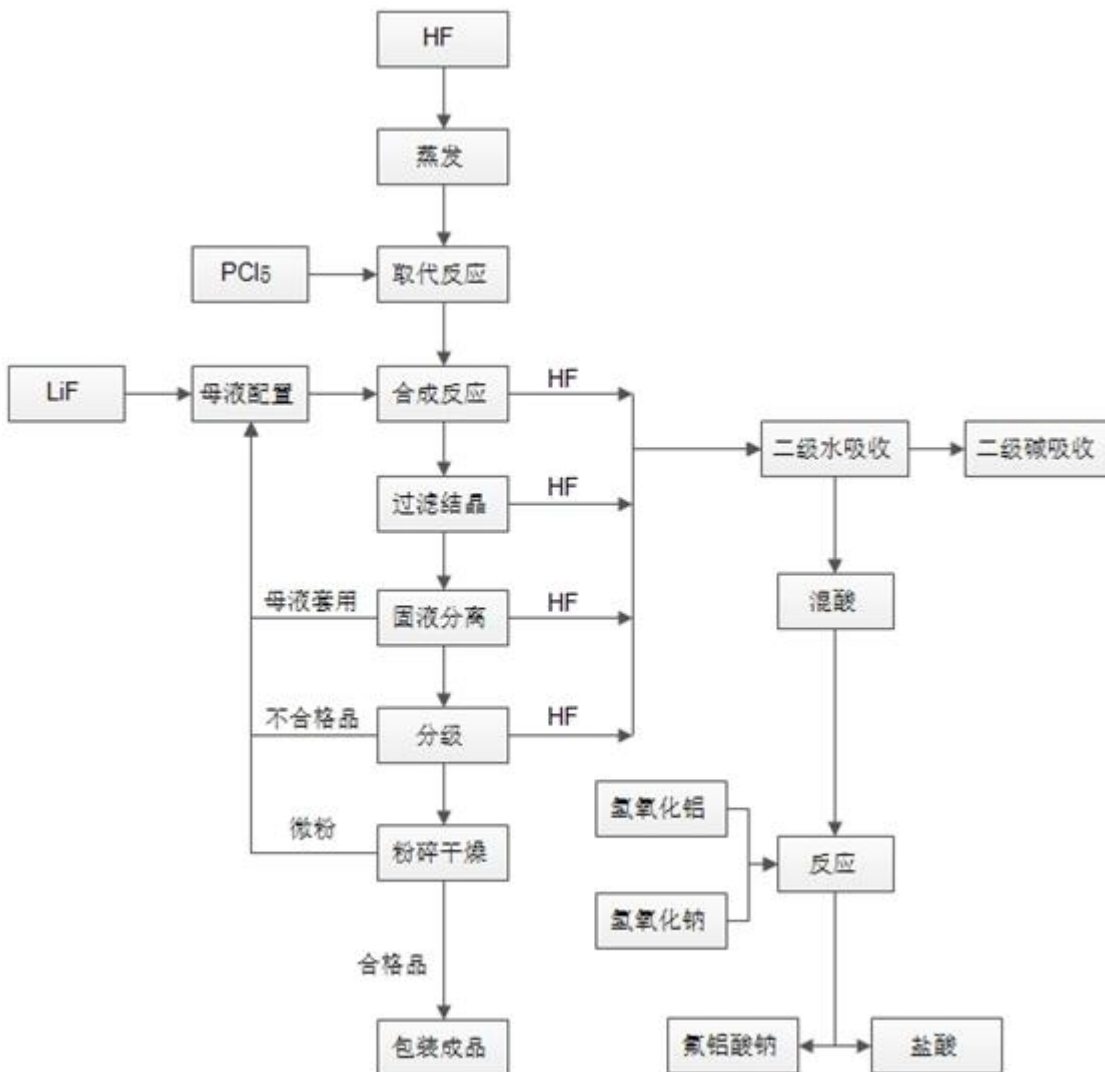 HF
蒸发
PCl5
取代反应
LiF
母液配置
合成反应
HF
二级水吸收
二级碱吸收
过滤结晶
HF
混酸
母液套用
固液分离
HF
不合格品
分级
HF
氢氧化铝
微粉
粉碎干燥
反应
氢氧化钠
合格品
包装成品
氟铝酸钠
盐酸